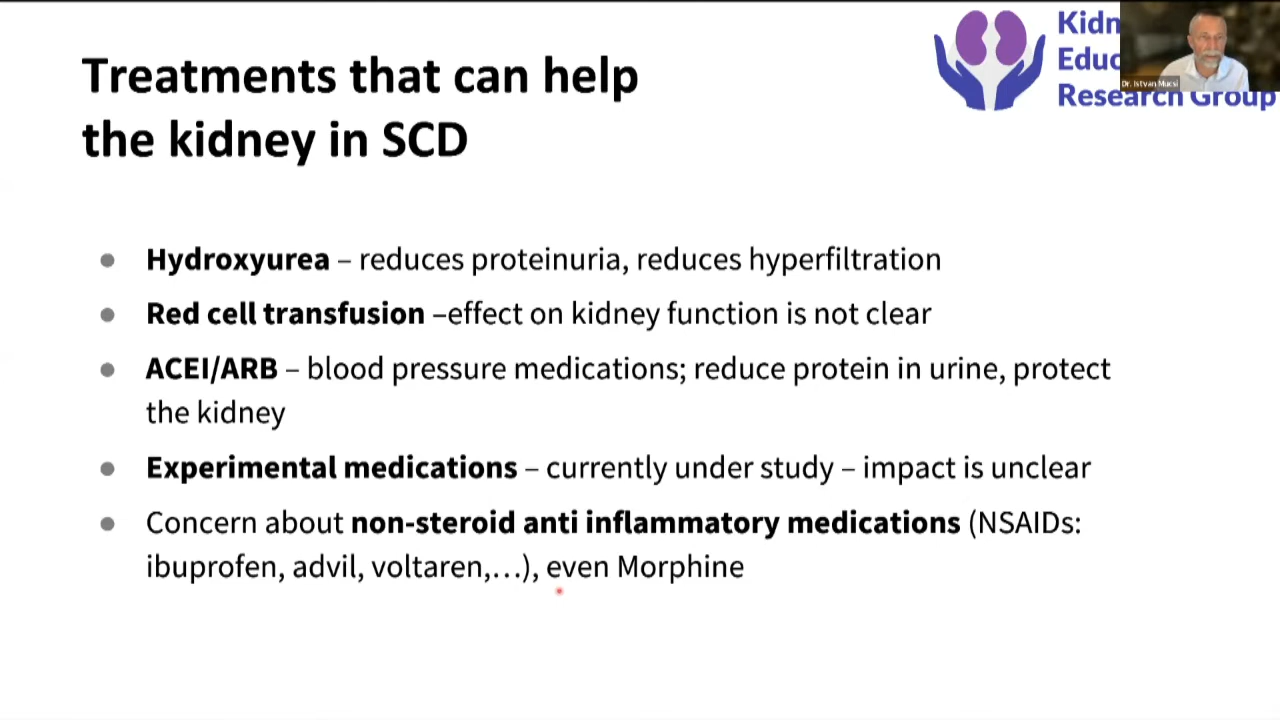 Treatments that can help
the kidney in SCD
Kidn
Educ
Research Group
Dr. Istvan Mucsi
● Hydroxyurea – reduces proteinuria, reduces hyperfiltration
● Red cell transfusion –effect on kidney function is not clear
● ACEI/ARB – blood pressure medications; reduce protein in urine, protect
the kidney
● Experimental medications – currently under study – impact is unclear
● Concern about non-steroid anti inflammatory medications (NSAIDs:
ibuprofen, advil, voltaren,…), even Morphine